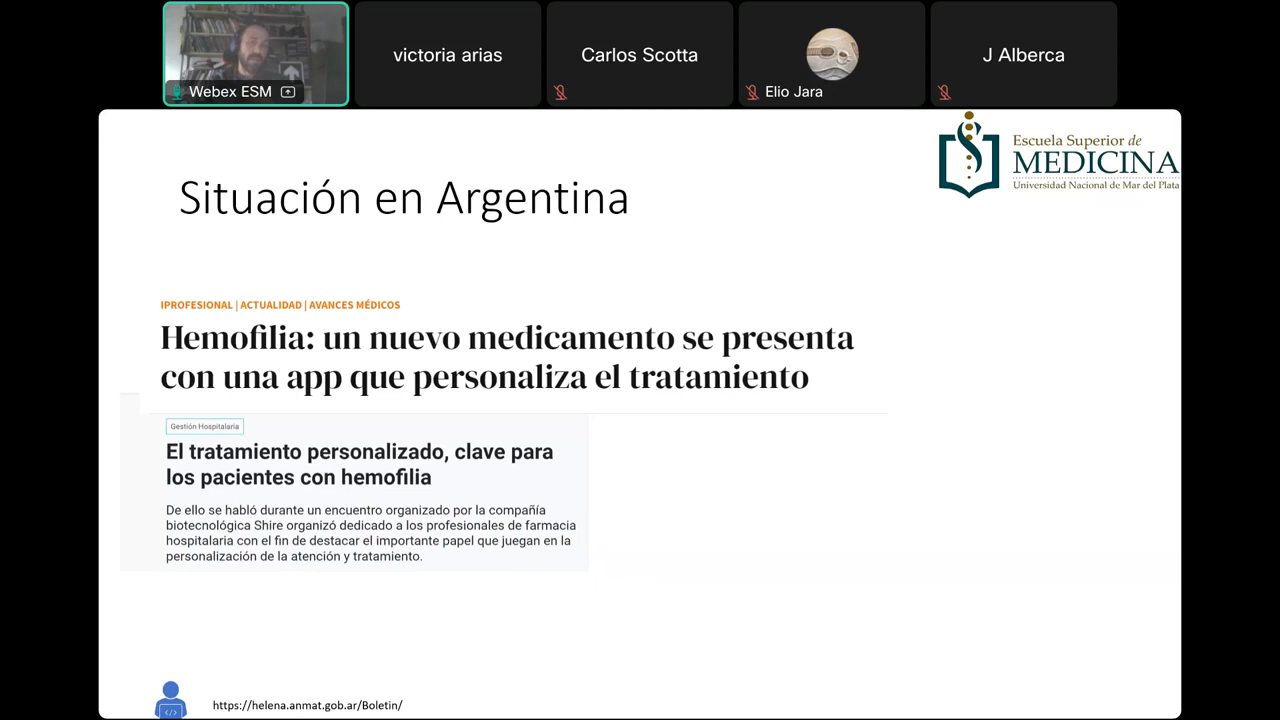 Webex ESM
victoria arias
Carlos Scotta
Elio Jara
J Alberca
Escuela Superior de
MEDICINA
Universidad Nacional de Mar del Plata
Situación en Argentina
IPROFESIONAL | ACTUALIDAD | AVANCES MÉDICOS
Hemofilia: un nuevo medicamento se presenta
con una app que personaliza el tratamiento
Gestión Hospitalaria
El tratamiento personalizado, clave para
los pacientes con hemofilia
De ello se habló durante un encuentro organizado por la compañía
biotecnológica Shire organizó dedicado a los profesionales de farmacia
hospitalaria con el fin de destacar el importante papel que juegan en la
personalización de la atención y tratamiento.
</>
https://helena.anmat.gob.ar/Boletin/